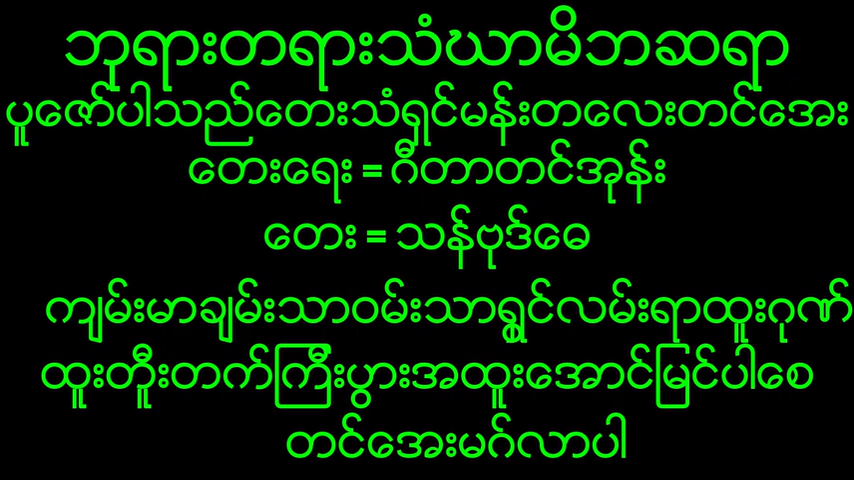 ဘုရားတရားသံဃာမိဘဆရာ
ပူဇော်ပါသည်တေးသံရှင်မန်းတလေးတင်အေး
တေးရေး = ဂီတာတင်အုန်း
တေး = သန်ဗုဒ်ဓေ
ကျမ်းမာချမ်းသာဝမ်းသာရွှင်လမ်းရာထူးဂုဏ်
ထူးတိူးတက်ကြီးပွားအထူးအောင်မြင်ပါစေ
တင်အေးမင်္ဂလာပါ